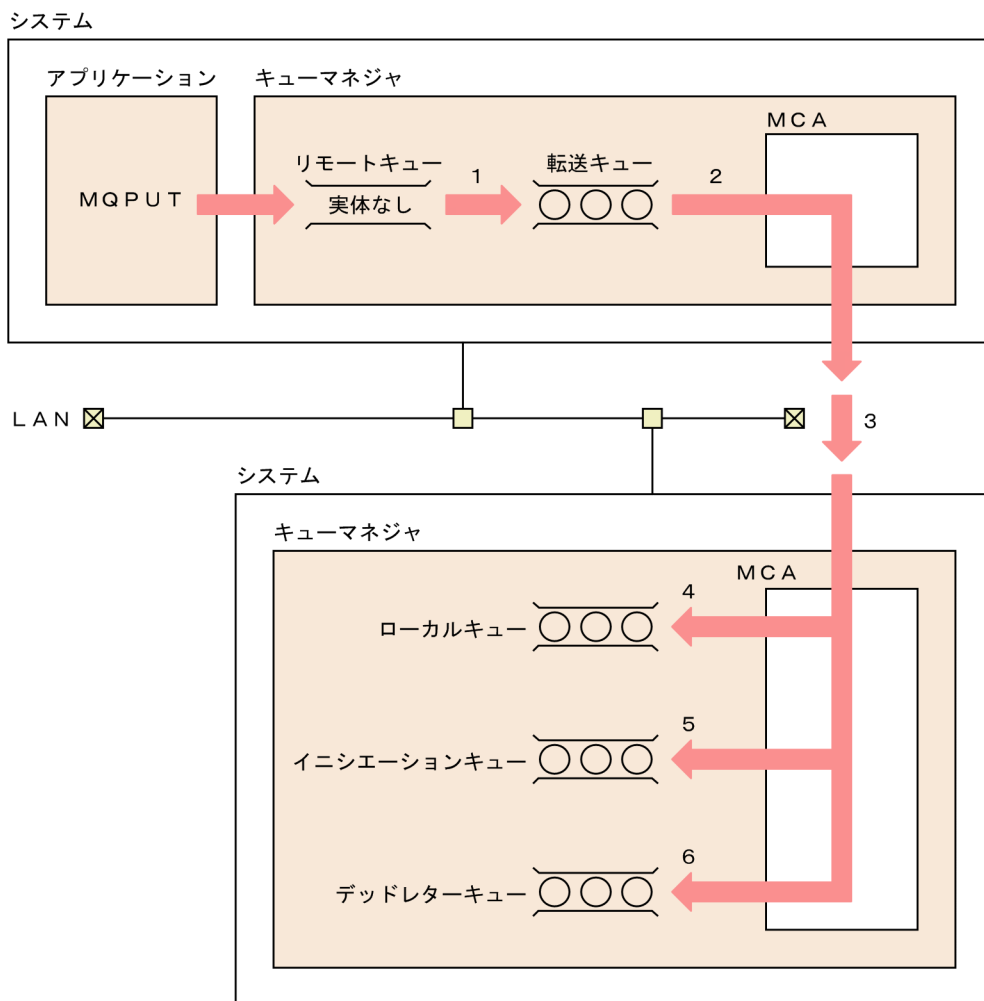 システム
アプリケーション
キューマネジャ
MCA
リモートキュー
1
転送キュー
2
MQPUT
実体なし
LAN
3
システム
キューマネジャ
MCA
4
ローカルキュー
5
イニシエーションキュー
6
デッドレターキュー